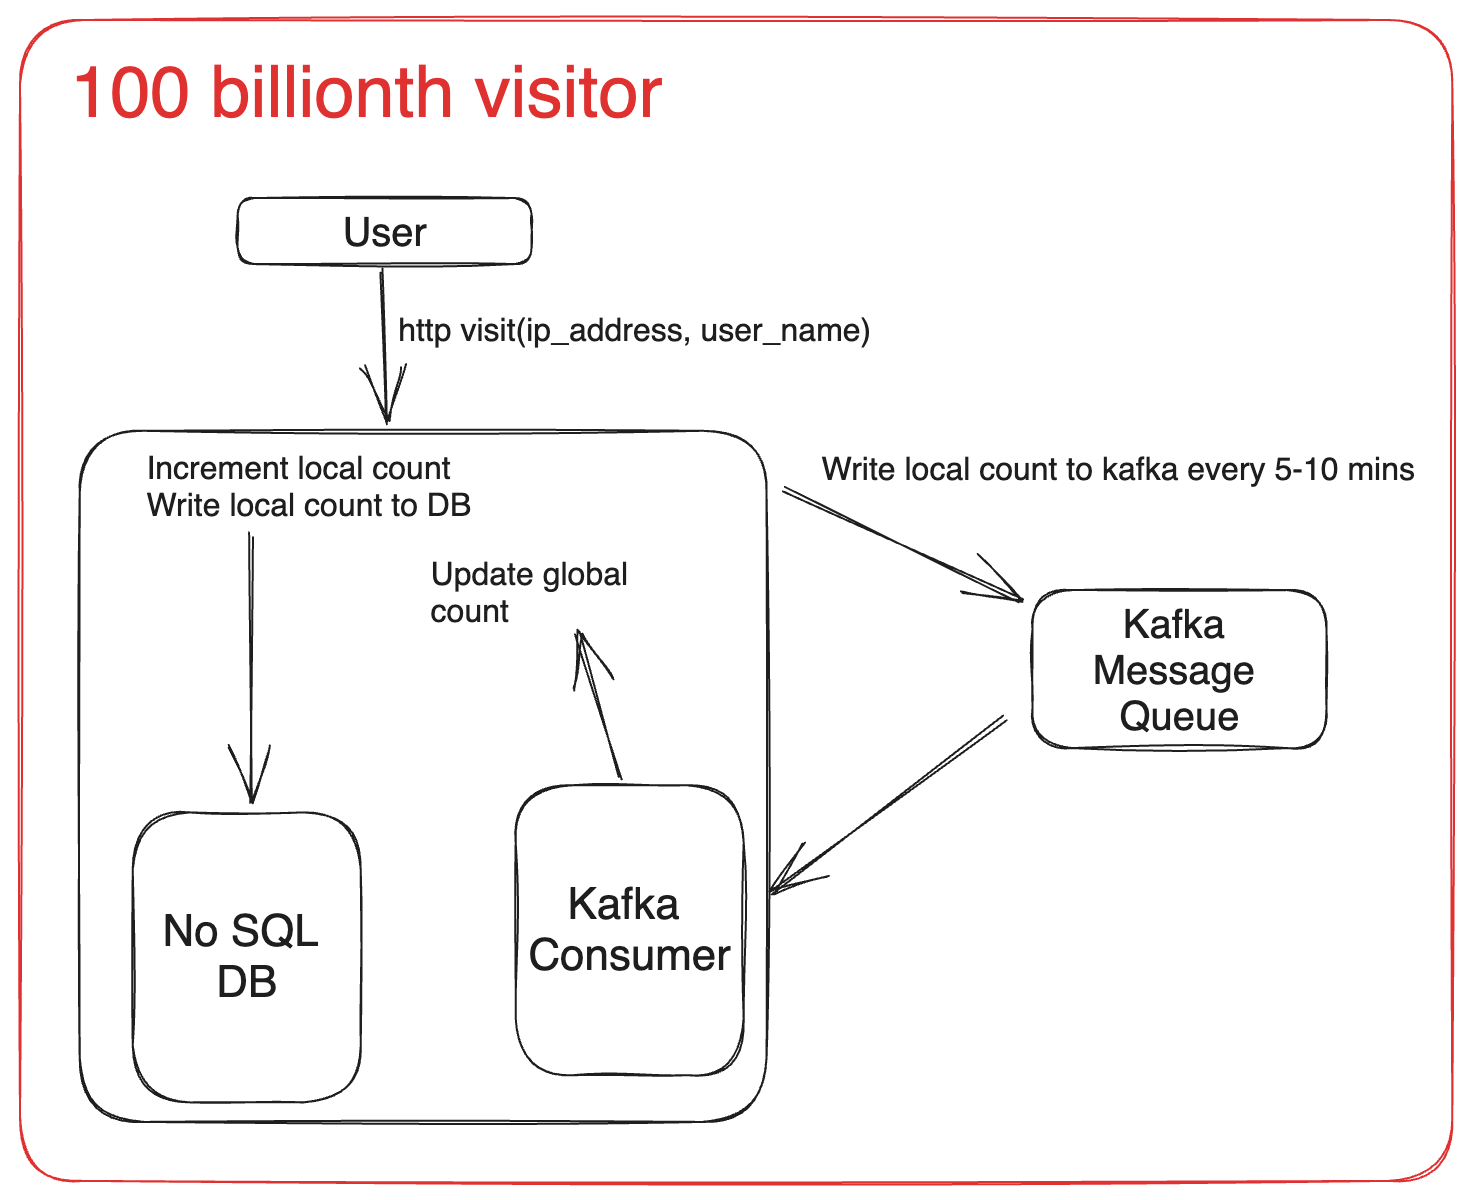 100 billionth visitor
User
http visit(ip_address, user_name)
Increment local count
Write local count to DB
Write local count to kafka every 5-10 mins
Update global
count
Kafka
Message
Queue
No SQL
DB
Kafka
Consumer